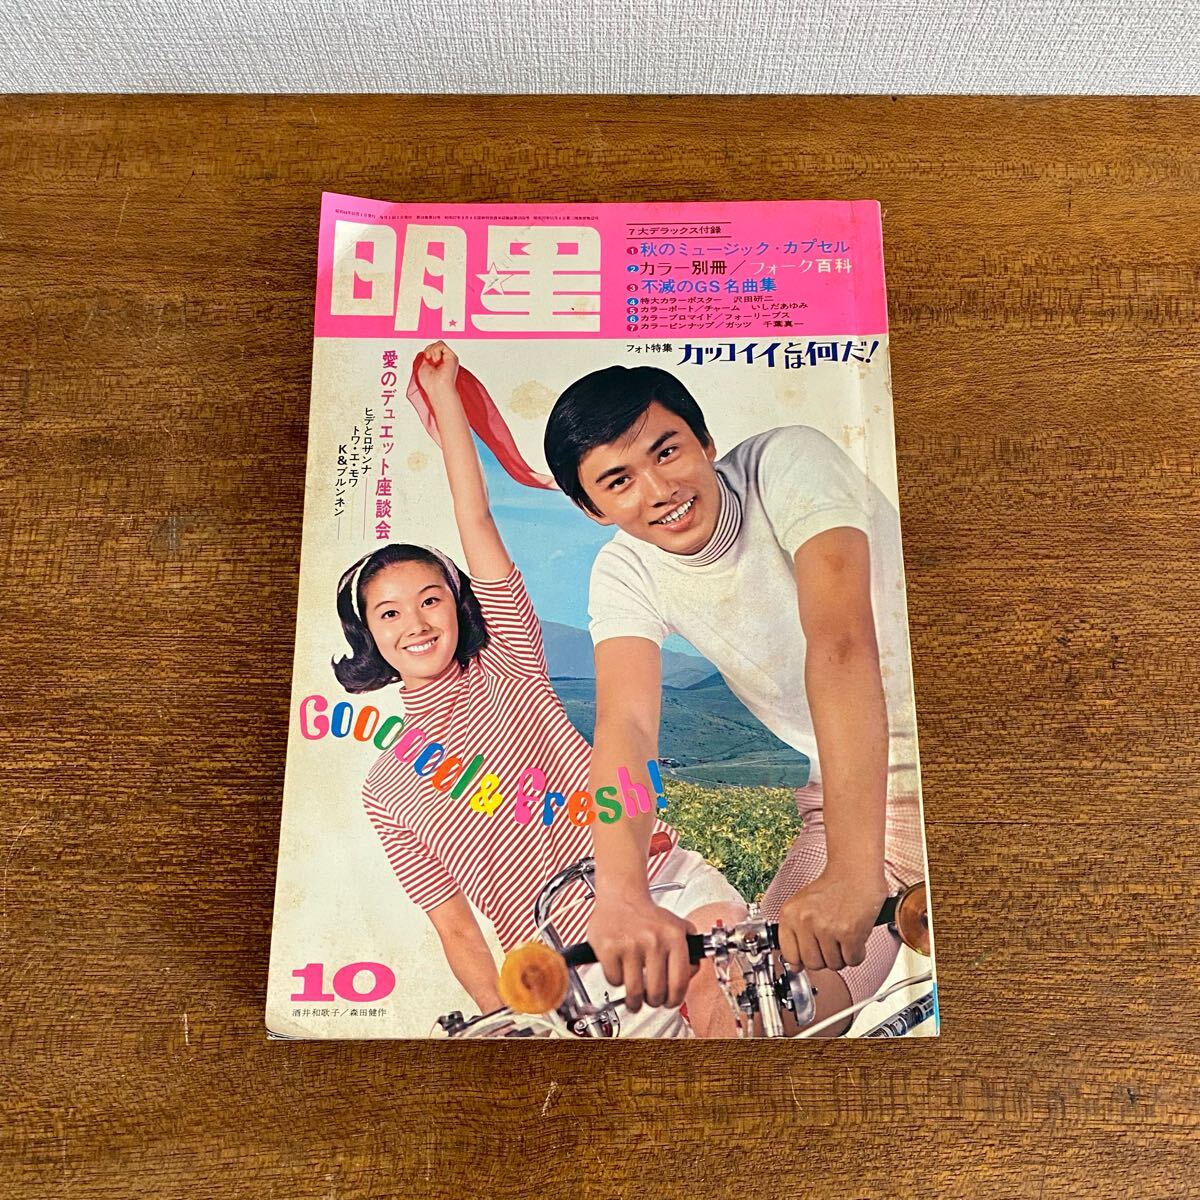 明星
7大デラックス付録
1 秋のミュージック・カプセル
2 カラー別冊／フォーク百科
3 不滅のGS名曲集
4 特大カラーポスター 沢田研二
5 カラーポート／チャーム いしだあゆみ
6 カラーブロマイド／フォーリーブス
7 カラーピンナップ／ガッツ 千葉真一
フォト特集 カッコイイとは何だ！
愛のデュエット座談会
ヒデとロザンナ
トワ・エ・モワ
K&ブルンネン
Gooooool & fresh!
10
酒井和歌子／森田健作